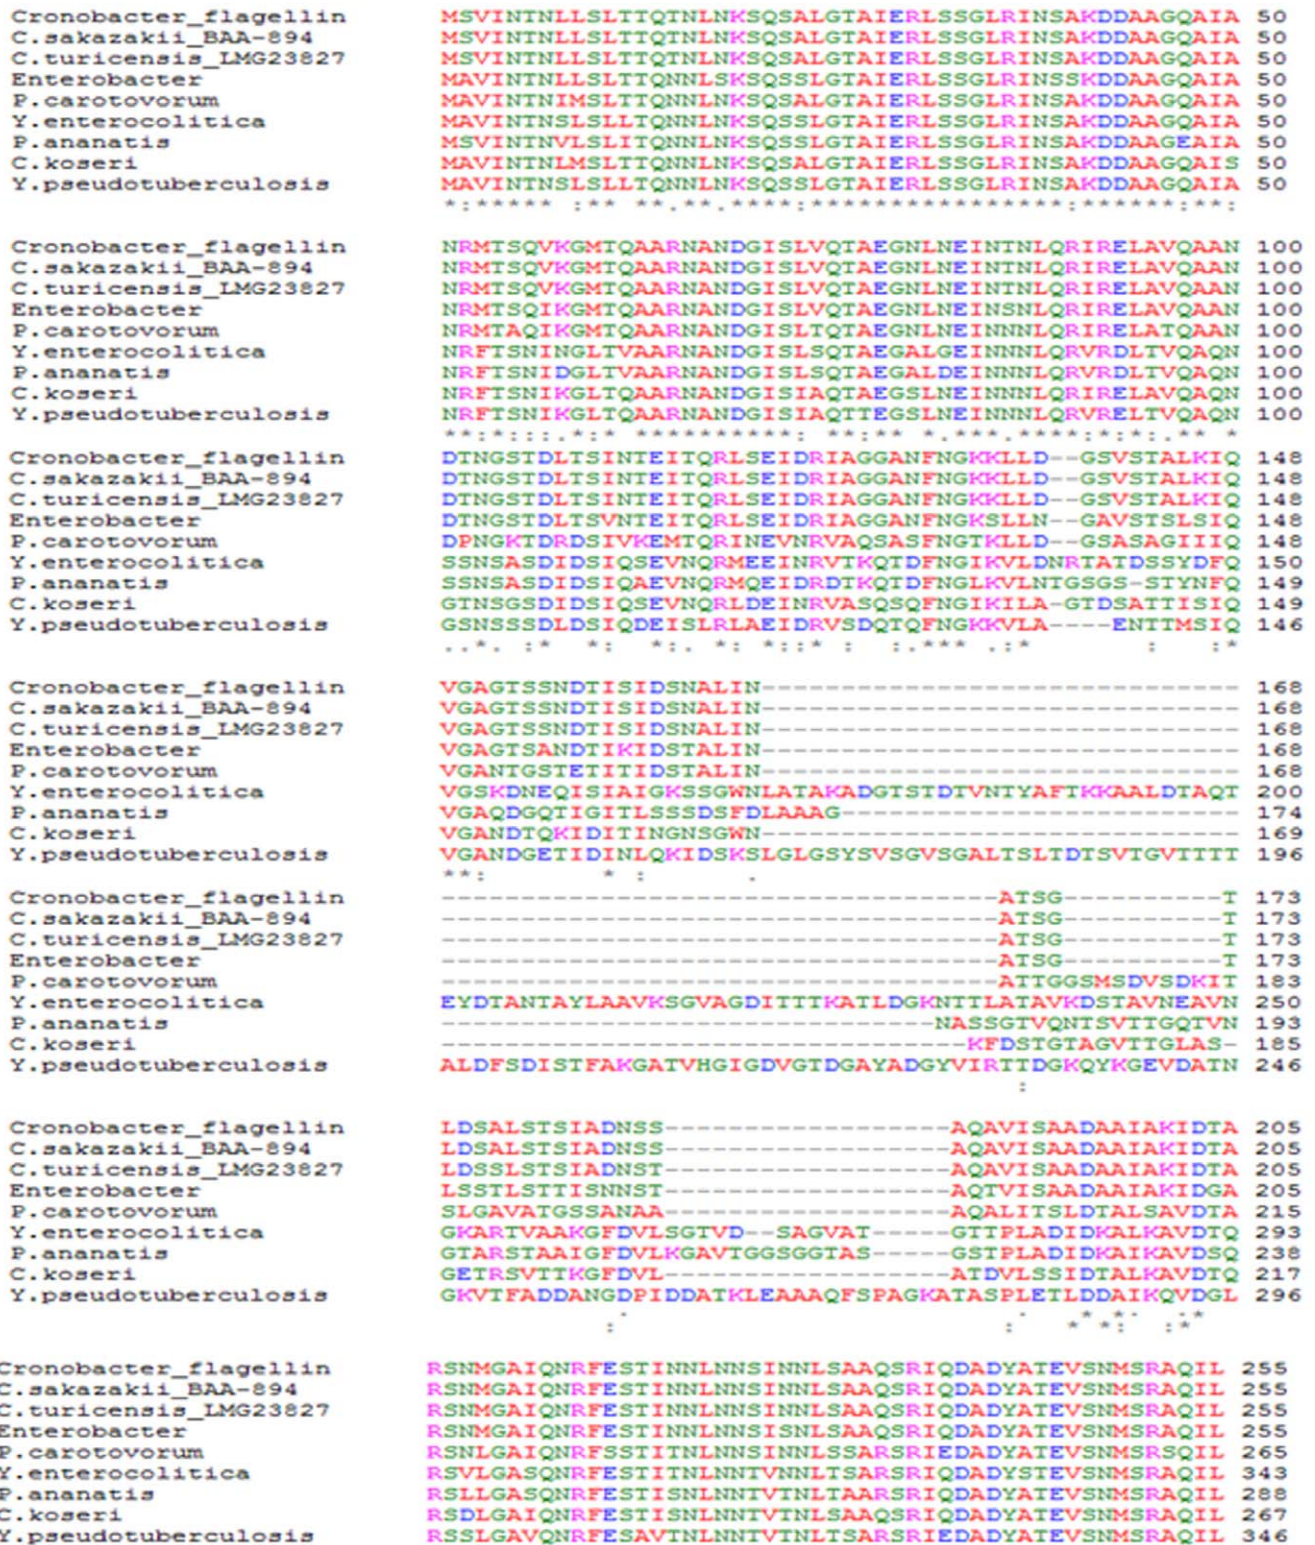 Cronobacter_flagellin MSVINTNLLSLTTQTNLNKSQSALGTAIERLSSGLRINSAKDDAAGQAIA 50
C.sakazakii_BAA-894 MSVINTNLLSLTTQTNLNKSQSALGTAIERLSSGLRINSAKDDAAGQAIA 50
C.turicensis_LMG23827 MSVINTNLLSLTTQTNLNKSQSALGTAIERLSSGLRINSAKDDAAGQAIA 50
Enterobacter MAVINTNLLSLTTQNNLSKSQSSLGTAIERLSSGLRINSSKDDAAGQAIA 50
P.carotovorum MAVINTNIMSLTTQNNLNKSQSALGTAIERLSSGLRINSAKDDAAGQAIA 50
Y.enterocolitica MAVINTNSLSLLTQNNLNKSQSSLGTAIERLSSGLRINSAKDDAAGQAIA 50
P.ananatis MSVINTNVLSLITQNNLNKSQSALGTAIERLSSGLRINSAKDDAAGEAIA 50
C.koseri MAVINTNLMSLTTQNNLNKSQSALGTAIERLSSGLRINSAKDDAAGQAIS 50
Y.pseudotuberculosis MAVINTNSLSLLTQNNLNKSQSSLGTAIERLSSGLRINSAKDDAAGQAIA 50
*:***** :** **.**.****:****************:******:**:
Cronobacter_flagellin NRMTSQVKGMTQAARNANDGISLVQTAEGNLNEINTNLQRIRELAVQAAN 100
C.sakazakii_BAA-894 NRMTSQVKGMTQAARNANDGISLVQTAEGNLNEINTNLQRIRELAVQAAN 100
C.turicensis_LMG23827 NRMTSQVKGMTQAARNANDGISLVQTAEGNLNEINTNLQRIRELAVQAAN 100
Enterobacter NRMTSQIKGMTQAARNANDGISLVQTAEGNLNEINSNLQRIRELAVQAAN 100
P.carotovorum NRMTAQIKGMTQAARNANDGISLTQTAEGNLNEINNNLQRIRELATQAAN 100
Y.enterocolitica NRFTSNINGLTVAARNANDGISLSQTAEGALGEINNNLQRVRDLTVQAQN 100
P.ananatis NRFTSNIDGLTVAARNANDGISLSQTAEGALDEINNNLQRVRDLTVQAQN 100
C.koseri NRFTSNIKGLTQAARNANDGISIAQTAEGSLNEINNNLQRIRELAVQAQN 100
Y.pseudotuberculosis NRFTSNIKGLTQAARNANDGISIAQTTEGSLNEINNNLQRVRELTVQAQN 100
**:*:::.*:* **********: **:** *.***.****:*:*:.** *
Cronobacter_flagellin DTNGSTDLTSINTEITQRLSEIDRIAGGANFNGKKLLD--GSVSTALKIQ 148
C.sakazakii_BAA-894 DTNGSTDLTSINTEITQRLSEIDRIAGGANFNGKKLLD--GSVSTALKIQ 148
C.turicensis_LMG23827 DTNGSTDLTSINTEITQRLSEIDRIAGGANFNGKKLLD--GSVSTALKIQ 148
Enterobacter DTNGSTDLTSVNTEITQRLSEIDRIAGGANFNGKSLLN--GAVSTSLSIQ 148
P.carotovorum DPNGKTDRDSIVKEMTQRINEVNRVAQSASFNGTKLLD--GSASAGIIIQ 148
Y.enterocolitica SSNSASDIDSIQSEVNQRMEEINRVTKQTDFNGIKVLDNRTATDSSYDFQ 150
P.ananatis SSNSASDIDSIQAEVNQRMQEIDRDTKQTDFNGLKVLNTGSGS-STYNFQ 149
C.koseri GTNSGSDIDSIQSEVNQRLDEINRVASQSQFNGIKILA-GTDSATTISIQ 149
Y.pseudotuberculosis GSNSSSDLDSIQDEISLRLAEIDRVSDQTQFNGKKVLA----ENTTMSIQ 146
..*. :* *: *:. *: *::* : :.*** .:* : :*
Cronobacter_flagellin VGAGTSSNDTISIDSNALIN------------------------------ 168
C.sakazakii_BAA-894 VGAGTSSNDTISIDSNALIN------------------------------ 168
C.turicensis_LMG23827 VGAGTSSNDTISIDSNALIN------------------------------ 168
Enterobacter VGAGTSANDTIKIDSTALIN------------------------------ 168
P.carotovorum VGANTGSTETITIDSTALIN------------------------------ 168
Y.enterocolitica VGSKDNEQISIAIGKSSGWNLATAKADGTSTDTVNTYAFTKKAALDTAQT 200
P.ananatis VGAQDGQTIGITLSSSDSFDLAAAG------------------------- 174
C.koseri VGANDTQKIDITINGNSGWN------------------------------ 169
Y.pseudotuberculosis VGANDGETIDINLQKIDSKSLGLGSYSVSGVSGALTSLTDTSVTGVTTTT 196
**: * : .
Cronobacter_flagellin -----------------------------------ATSG----------T 173
C.sakazakii_BAA-894 -----------------------------------ATSG----------T 173
C.turicensis_LMG23827 -----------------------------------ATSG----------T 173
Enterobacter -----------------------------------ATSG----------T 173
P.carotovorum -----------------------------------ATTGGSMSDVSDKIT 183
Y.enterocolitica EYDTANTAYLAAVKSGVAGDITTTKATLDGKNTTLATAVKDSTAVNEAVN 250
P.ananatis -------------------------------NASSGTVQNTSVTTGQTVN 193
C.koseri ---------------------------------KFDSTGTAGVTTGLAS- 185
Y.pseudotuberculosis ALDFSDISTFAKGATVHGIGDVGTDGAYADGYVIRTTDGKQYKGEVDATN 246
:
Cronobacter_flagellin LDSALSTSIADNSS------------------AQAVISAADAAIAKIDTA 205
C.sakazakii_BAA-894 LDSALSTSIADNSS------------------AQAVISAADAAIAKIDTA 205
C.turicensis_LMG23827 LDSSLSTSIADNST------------------AQAVISAADAAIAKIDTA 205
Enterobacter LSSTLSTTISNNST------------------AQTVISAADAAIAKIDGA 205
P.carotovorum SLGAVATGSSANAA------------------AQALITSLDTALSAVDTA 215
Y.enterocolitica GKARTVAAKGFDVLSGTVD--SAGVAT-----GTTPLADIDKALKAVDTQ 293
P.ananatis GTARSTAAIGFDVLKGAVTGGSGGTAS-----GSTPLADIDKAIKAVDSQ 238
C.koseri GETRSVTTKGFDVL------------------ATDVLSSIDTALKAVDTQ 217
Y.pseudotuberculosis GKVTFADDANGDPIDDATKLEAAAQFSPAGKATASPLETLDDAIKQVDGL 296
: : * *: :*
Cronobacter_flagellin RSNMGAIQNRFESTINNLNNSINNLSAAQSRIQDADYATEVSNMSRAQIL 255
C.sakazakii_BAA-894 RSNMGAIQNRFESTINNLNNSINNLSAAQSRIQDADYATEVSNMSRAQIL 255
C.turicensis_LMG23827 RSNMGAIQNRFESTINNLNNSINNLSAAQSRIQDADYATEVSNMSRAQIL 255
Enterobacter RSNMGAIQNRFESTINNLNNSISNLSAAQSRIQDADYATEVSNMSRAQIL 255
P.carotovorum RSNLGAIQNRFSSTITNLNNSINNLSSARSRIEDADYATEVSNMSRSQIL 265
Y.enterocolitica RSVLGASQNRFESTITNLNNTVNNLTSARSRIQDADYSTEVSNMSRAQIL 343
P.ananatis RSLLGASQNRFESTISNLNNTVTNLTAARSRIQDADYATEVSNMSRAQIL 288
C.koseri RSDLGAIQNRFESTISNLNNTVTNLSAAQSRIQDADYATEVSNMSRAQIL 267
Y.pseudotuberculosis RSSLGAVQNRFESAVTNLNNTVTNLTSARSRIEDADYATEVSNMSRAQIL 346